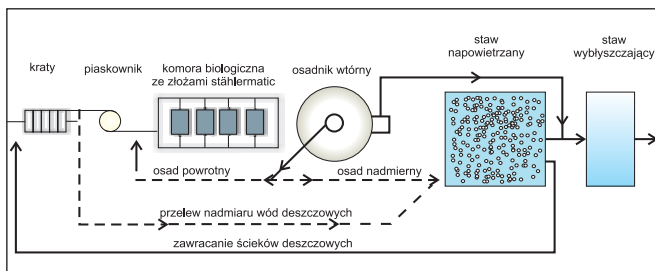 kraty
piaskownik
komora biologiczna
ze złożami stählermatic
osadnik wtórny
staw
napowietrzany
staw
wybłyszczający
osad powrotny
osad nadmierny
przelew nadmiaru wód deszczowych
zawracanie ścieków deszczowych